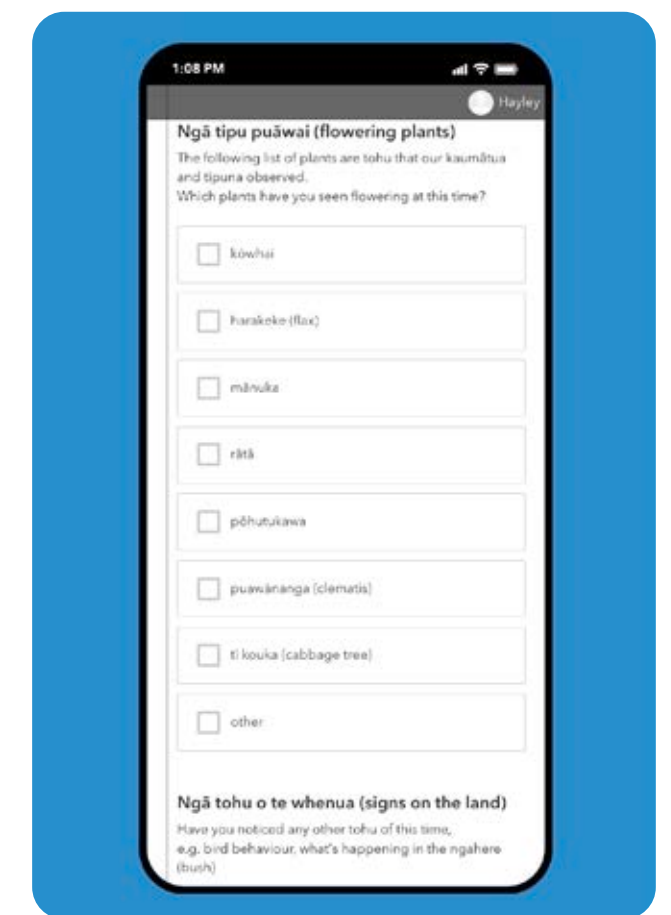 1:08 PM
Hayley
Ngā tipu puāwai (flowering plants)
The following list of plants are tohu that our kaumātua
and tīpuna observed.
Which plants have you seen flowering at this time?
kōwhai
harakeke (flax)
mānuka
rātā
pōhutukawa
puawānanga (clematis)
tī kouka (cabbage tree)
other
Ngā tohu o te whenua (signs on the land)
Have you noticed any other tohu of this time,
e.g. bird behaviour, what's happening in the ngahere
(bush)